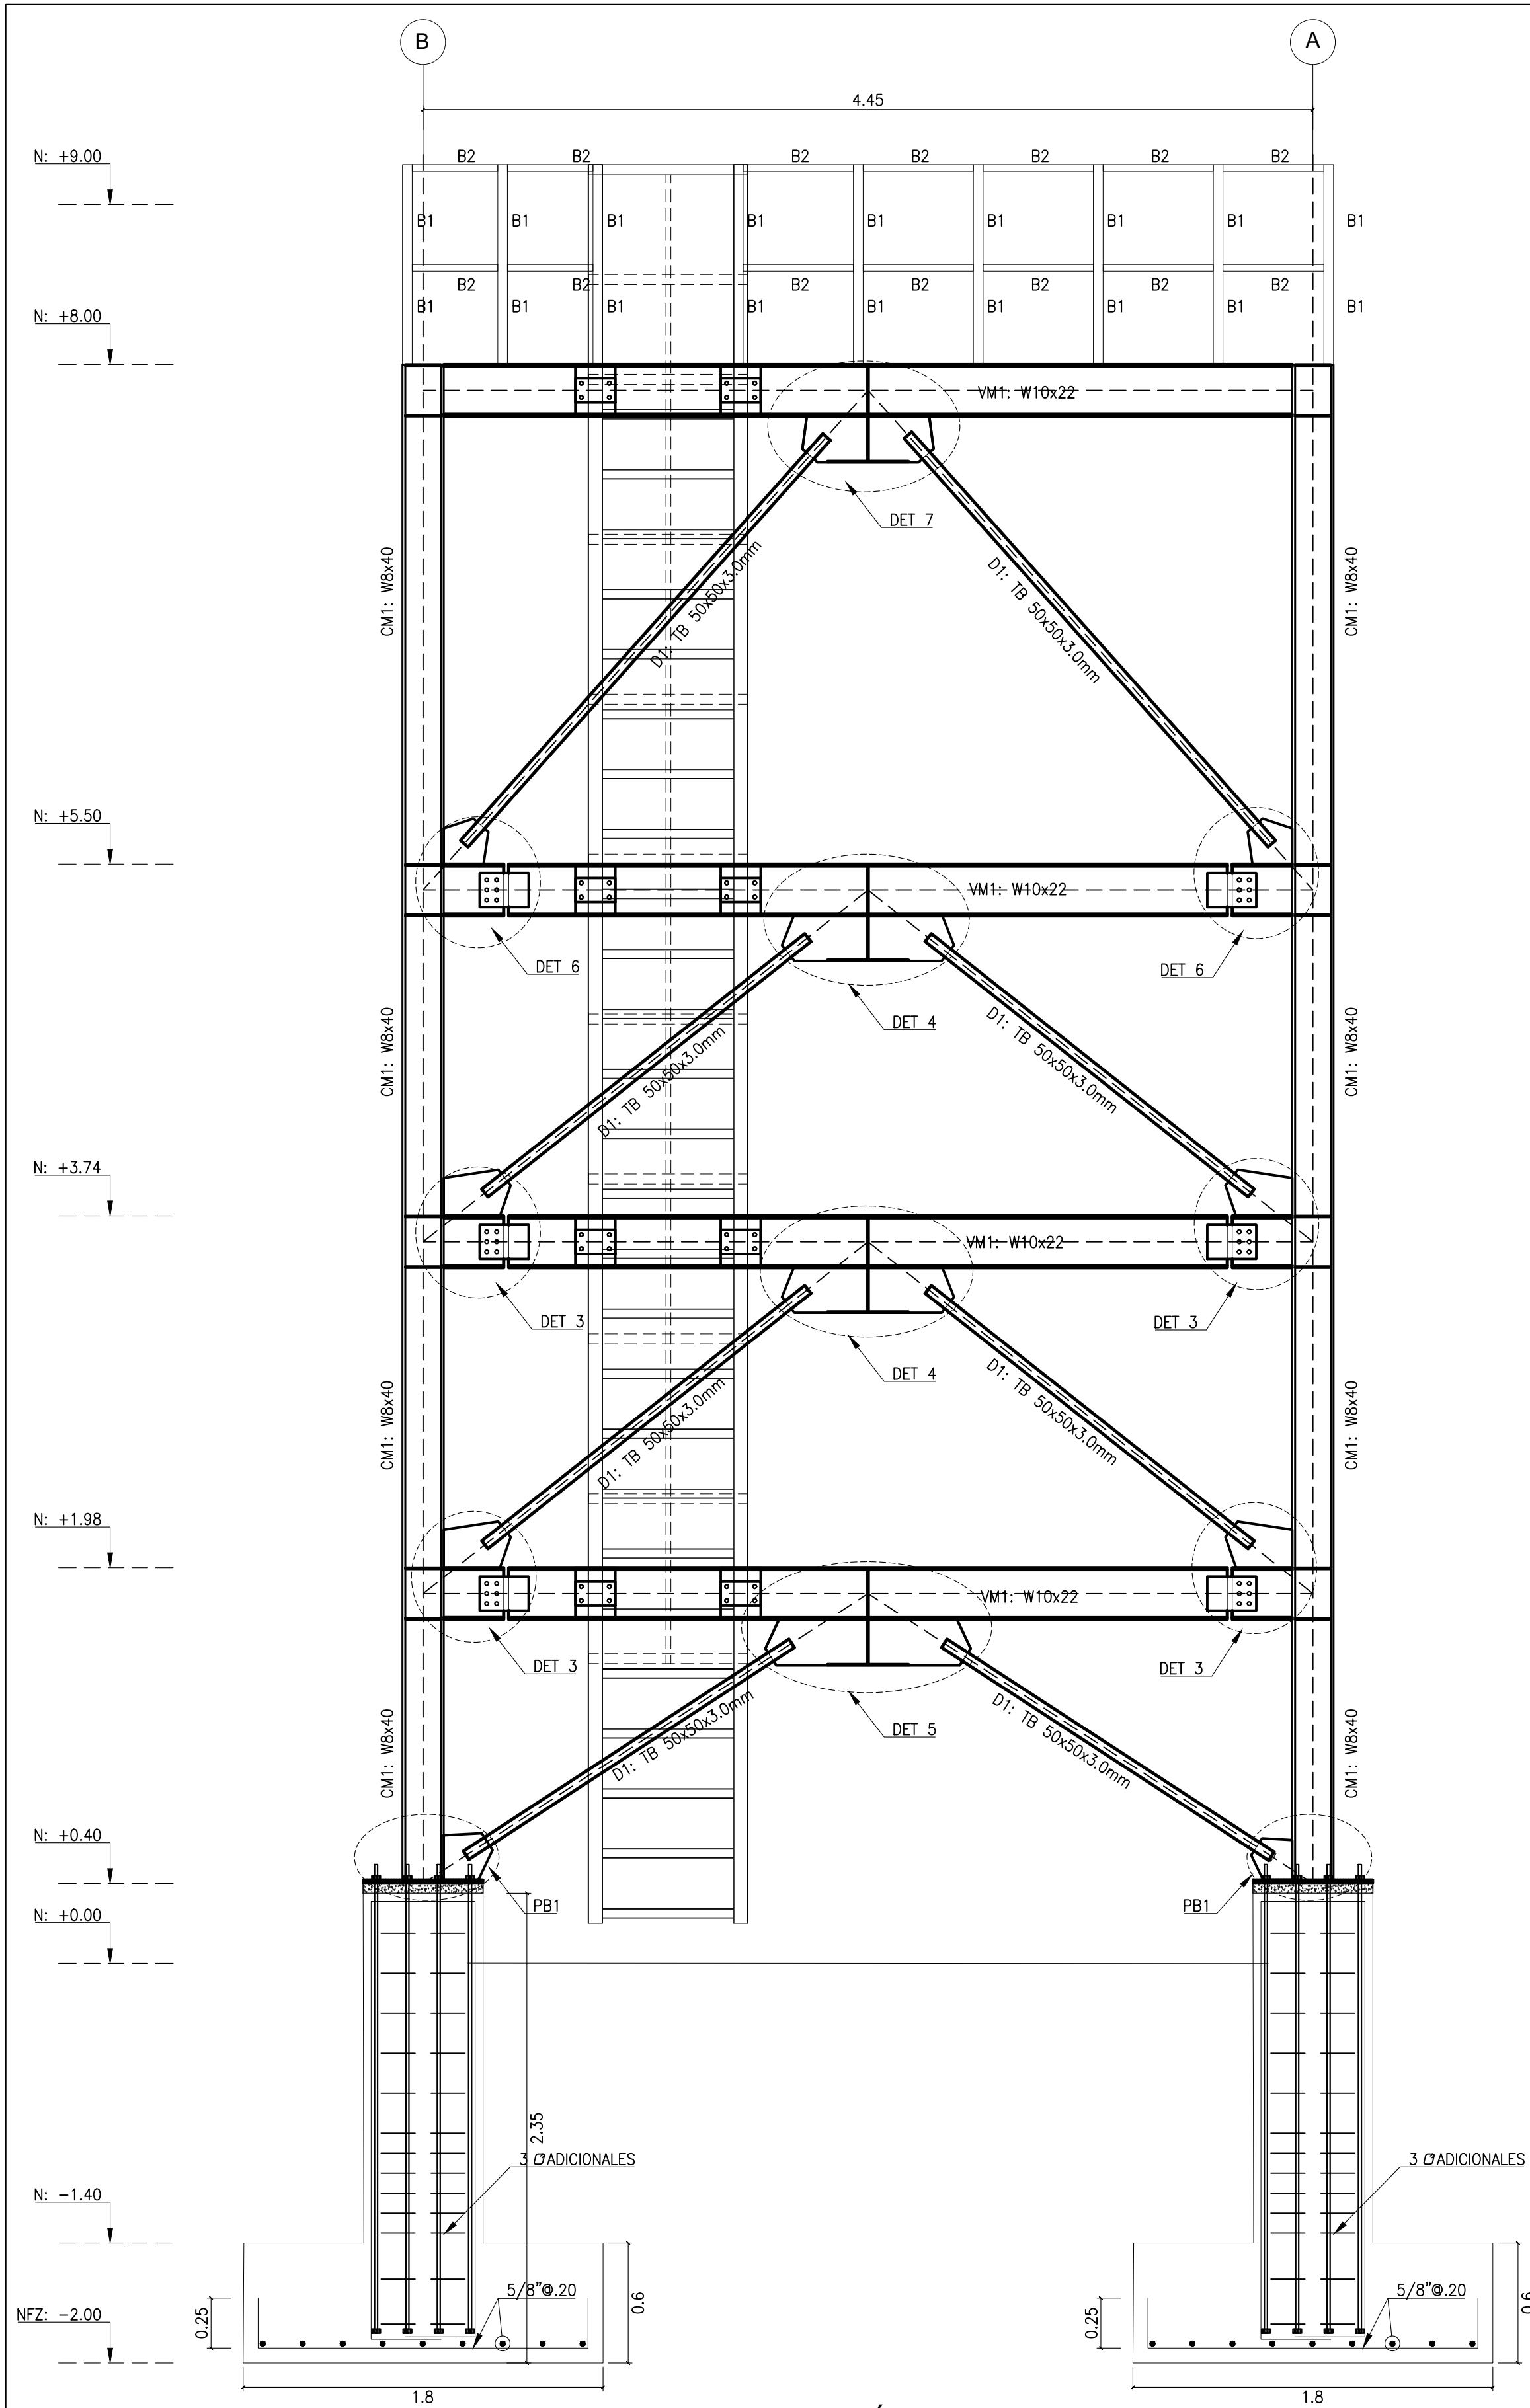 B
A
4.45
N: +9.00
B2 B2 B2 B2 B2 B2 B2
B1 B1 B1 B1 B1 B1 B1 B1 B1
B2 B2 B2 B2 B2 B2 B2
N: +8.00
B1 B1 B1 B1 B1 B1 B1 B1 B1
VM1: W10x22
DET 7
CM1: W8x40
D1: TB 50x50x3.0mm
D1: TB 50x50x3.0mm
CM1: W8x40
N: +5.50
VM1: W10x22
DET 6
DET 6
DET 4
CM1: W8x40
D1: TB 50x50x3.0mm
D1: TB 50x50x3.0mm
CM1: W8x40
N: +3.74
VM1: W10x22
DET 3
DET 3
DET 4
CM1: W8x40
D1: TB 50x50x3.0mm
D1: TB 50x50x3.0mm
CM1: W8x40
N: +1.98
VM1: W10x22
DET 3
DET 3
DET 5
CM1: W8x40
D1: TB 50x50x3.0mm
D1: TB 50x50x3.0mm
CM1: W8x40
N: +0.40
PB1
PB1
N: +0.00
2.35
3 ADICIONALES
3 ADICIONALES
N: -1.40
5/8"@.20
5/8"@.20
0.25
0.6
0.25
0.6
NFZ: -2.00
1.8
1.8